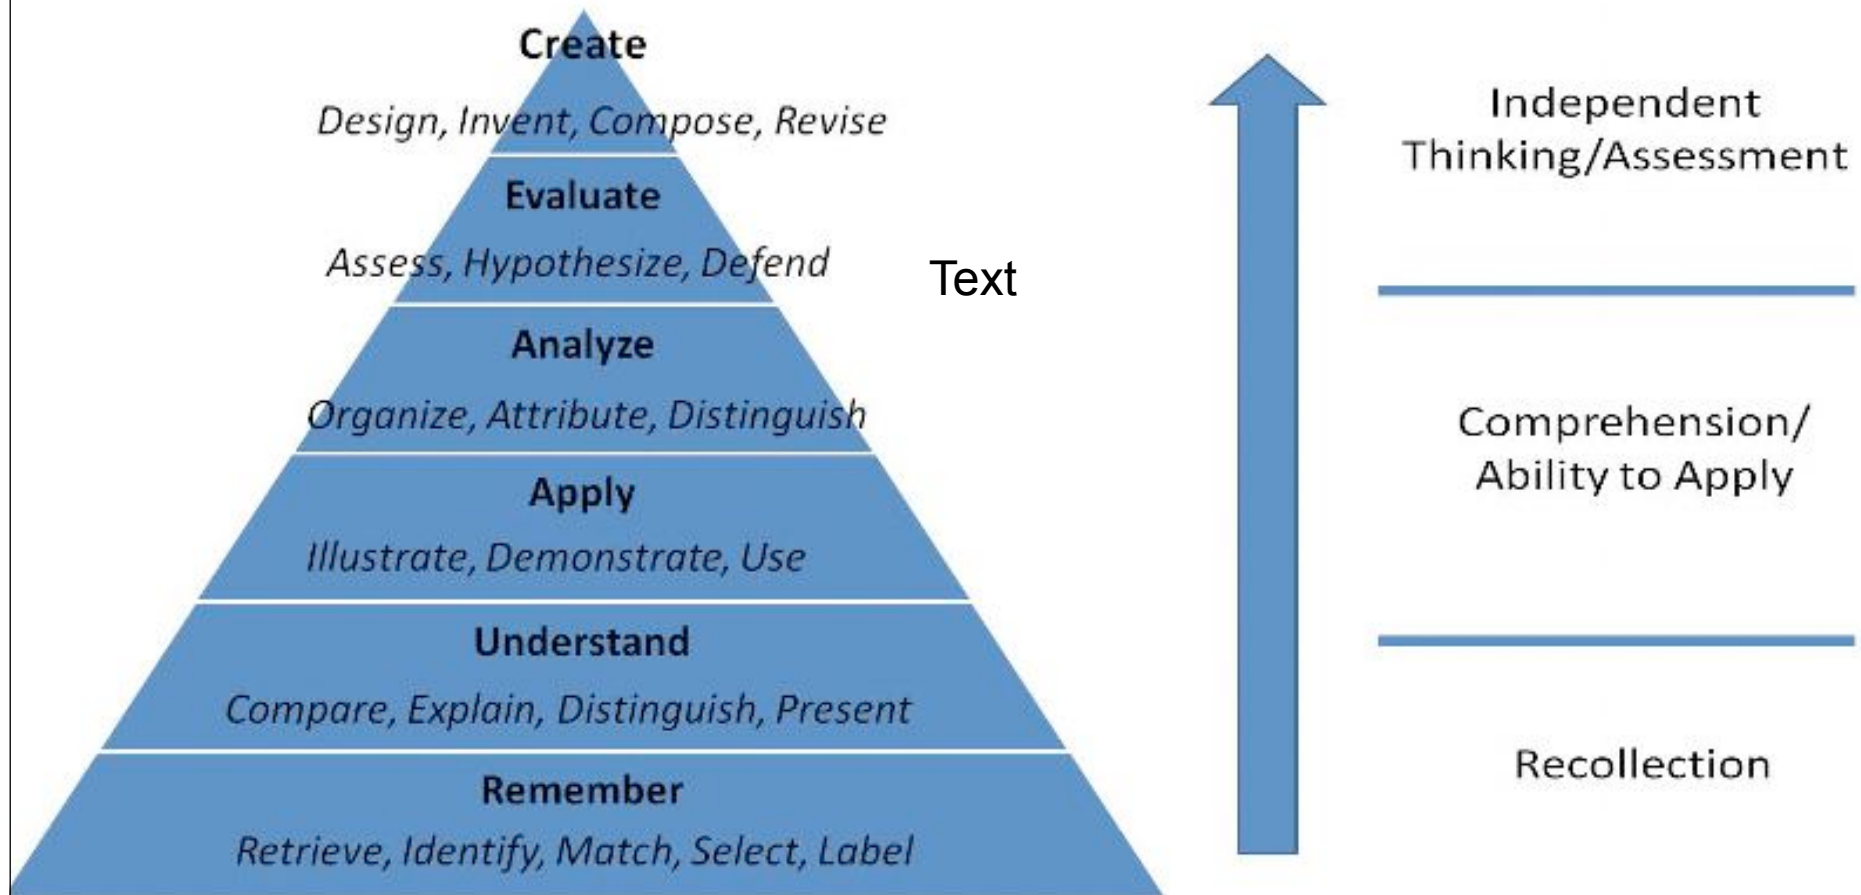 Create
Design, Invent, Compose, Revise
Evaluate
Assess, Hypothesize, Defend
Analyze
Organize, Attribute, Distinguish
Apply
Illustrate, Demonstrate, Use
Understand
Compare, Explain, Distinguish, Present
Remember
Retrieve, Identify, Match, Select, Label
Text
Independent
Thinking/Assessment
Comprehension/
Ability to Apply
Recollection